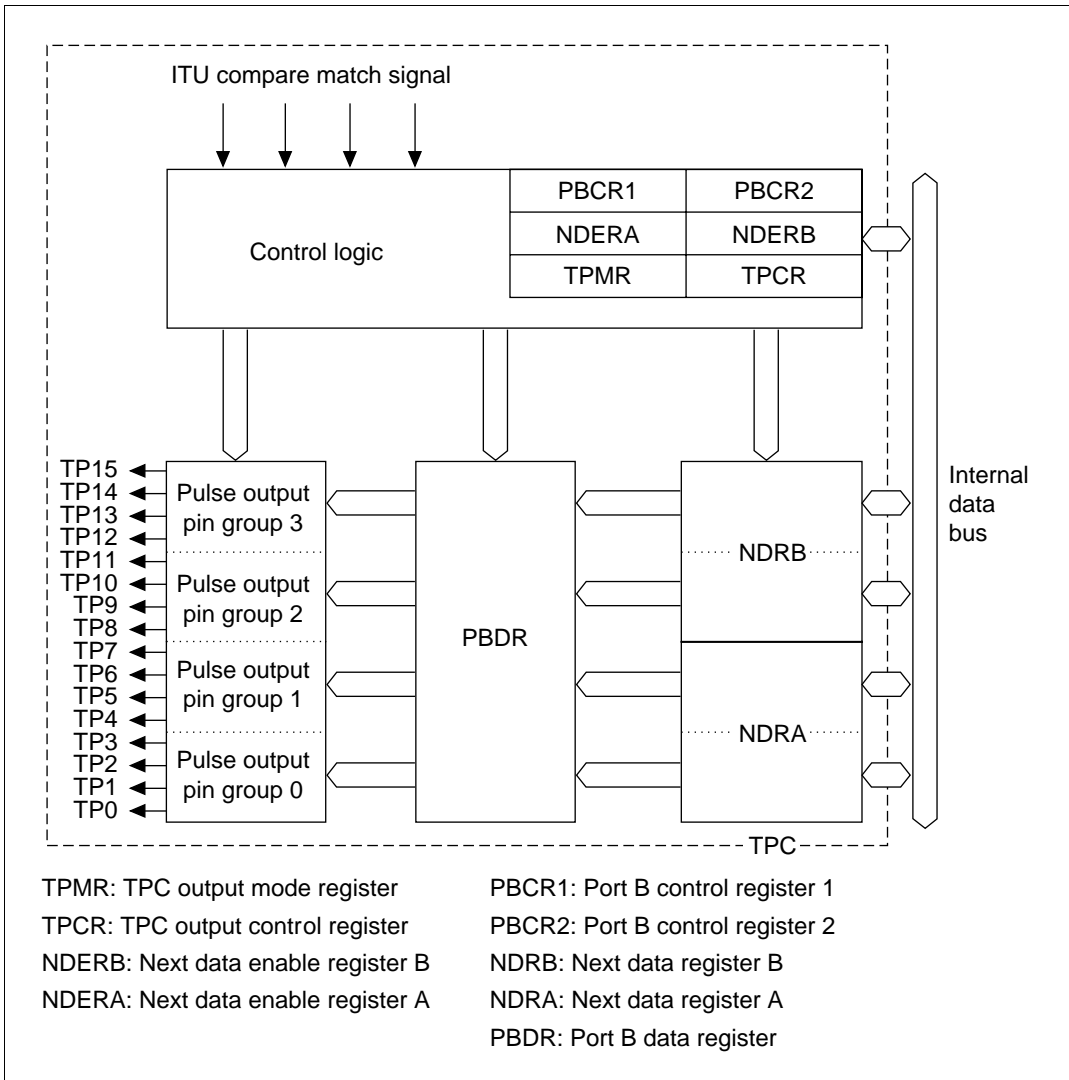 ITU compare match signal
Control logic
PBCR1
PBCR2
NDERA
NDERB
TPMR
TPCR
TP15
TP14
TP13
TP12
TP11
TP10
TP9
TP8
TP7
TP6
TP5
TP4
TP3
TP2
TP1
TP0
Pulse output
pin group 3
Pulse output
pin group 2
Pulse output
pin group 1
Pulse output
pin group 0
PBDR
NDRB
NDRA
Internal
data
bus
TPC
TPMR: TPC output mode register
TPCR: TPC output control register
NDERB: Next data enable register B
NDERA: Next data enable register A
PBCR1: Port B control register 1
PBCR2: Port B control register 2
NDRB: Next data register B
NDRA: Next data register A
PBDR: Port B data register